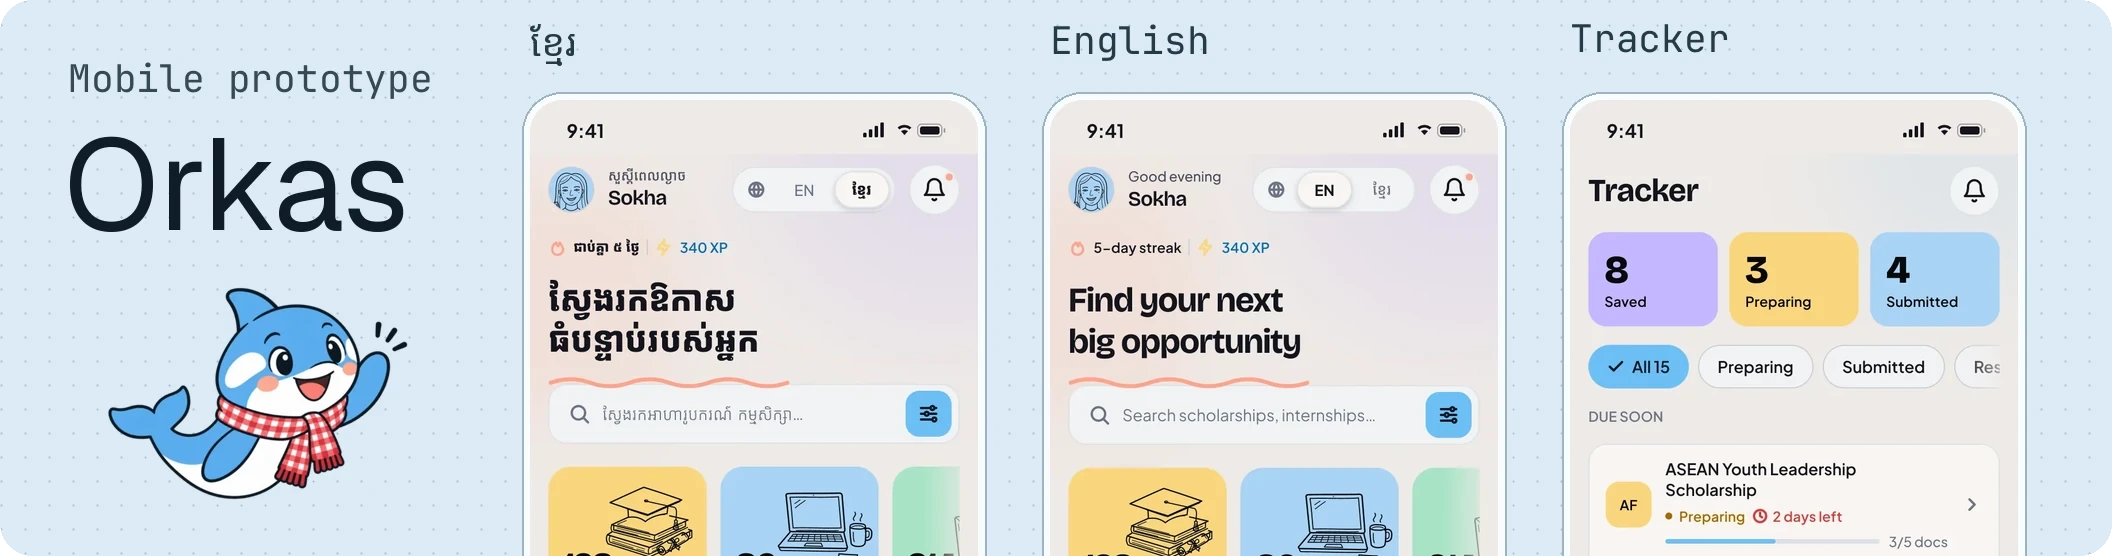 Mobile prototype
Orkas
ខ្មែរ
9:41
សួស្តីពេលល្ងាច
Sokha
EN
ខ្មែរ
ជាប់គ្នា ៥ ថ្ងៃ
340 XP
ស្វែងរកឱកាស
ធំបន្ទាប់របស់អ្នក
ស្វែងរកអាហារូបករណ៍ កម្មសិក្សា...
English
9:41
Good evening
Sokha
EN
ខ្មែរ
5-day streak
340 XP
Find your next
big opportunity
Search scholarships, internships...
Tracker
9:41
Tracker
8
Saved
3
Preparing
4
Submitted
All 15
Preparing
Submitted
Res
DUE SOON
AF
ASEAN Youth Leadership
Scholarship
Preparing
2 days left
3/5 docs